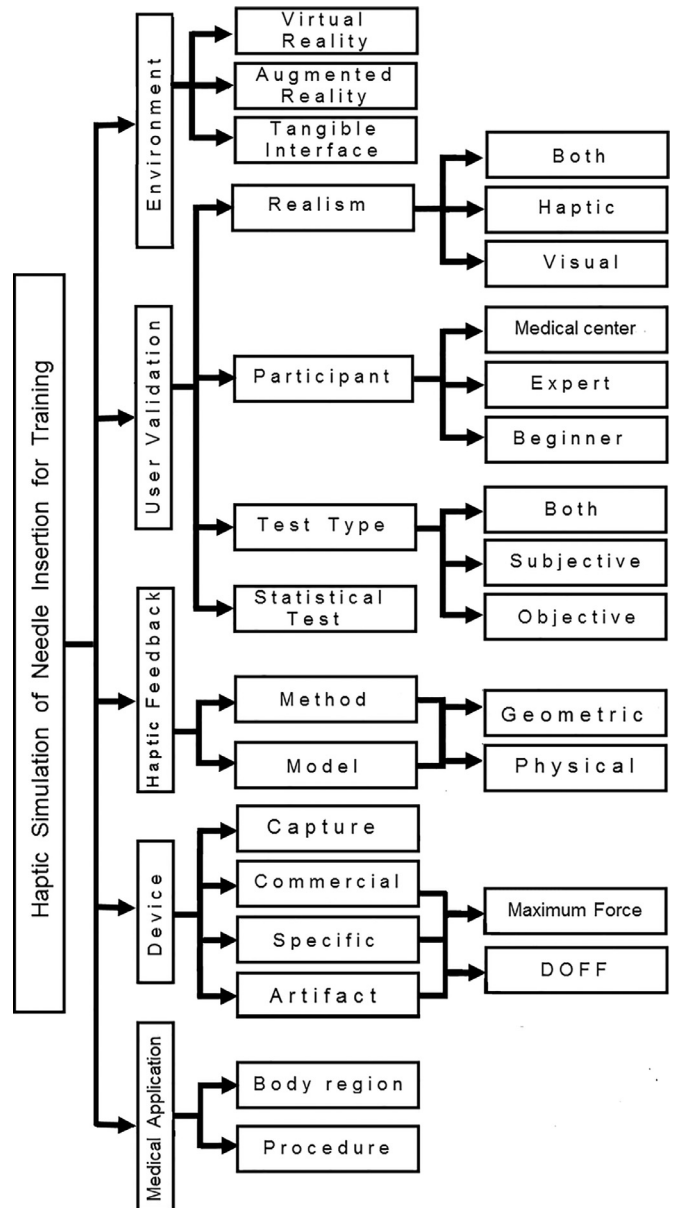 Haptic Simulation of Needle Insertion for Training
Environment
Virtual
Reality
Augmented
Reality
Tangible
Interface
User Validation
Realism
Both
Haptic
Visual
Participant
Medical center
Expert
Beginner
Test Type
Both
Subjective
Objective
Statistical
Test
Haptic Feedback
Method
Model
Geometric
Physical
Device
Capture
Commercial
Specific
Artifact
Maximum Force
DOFF
Medical Application
Body region
Procedure